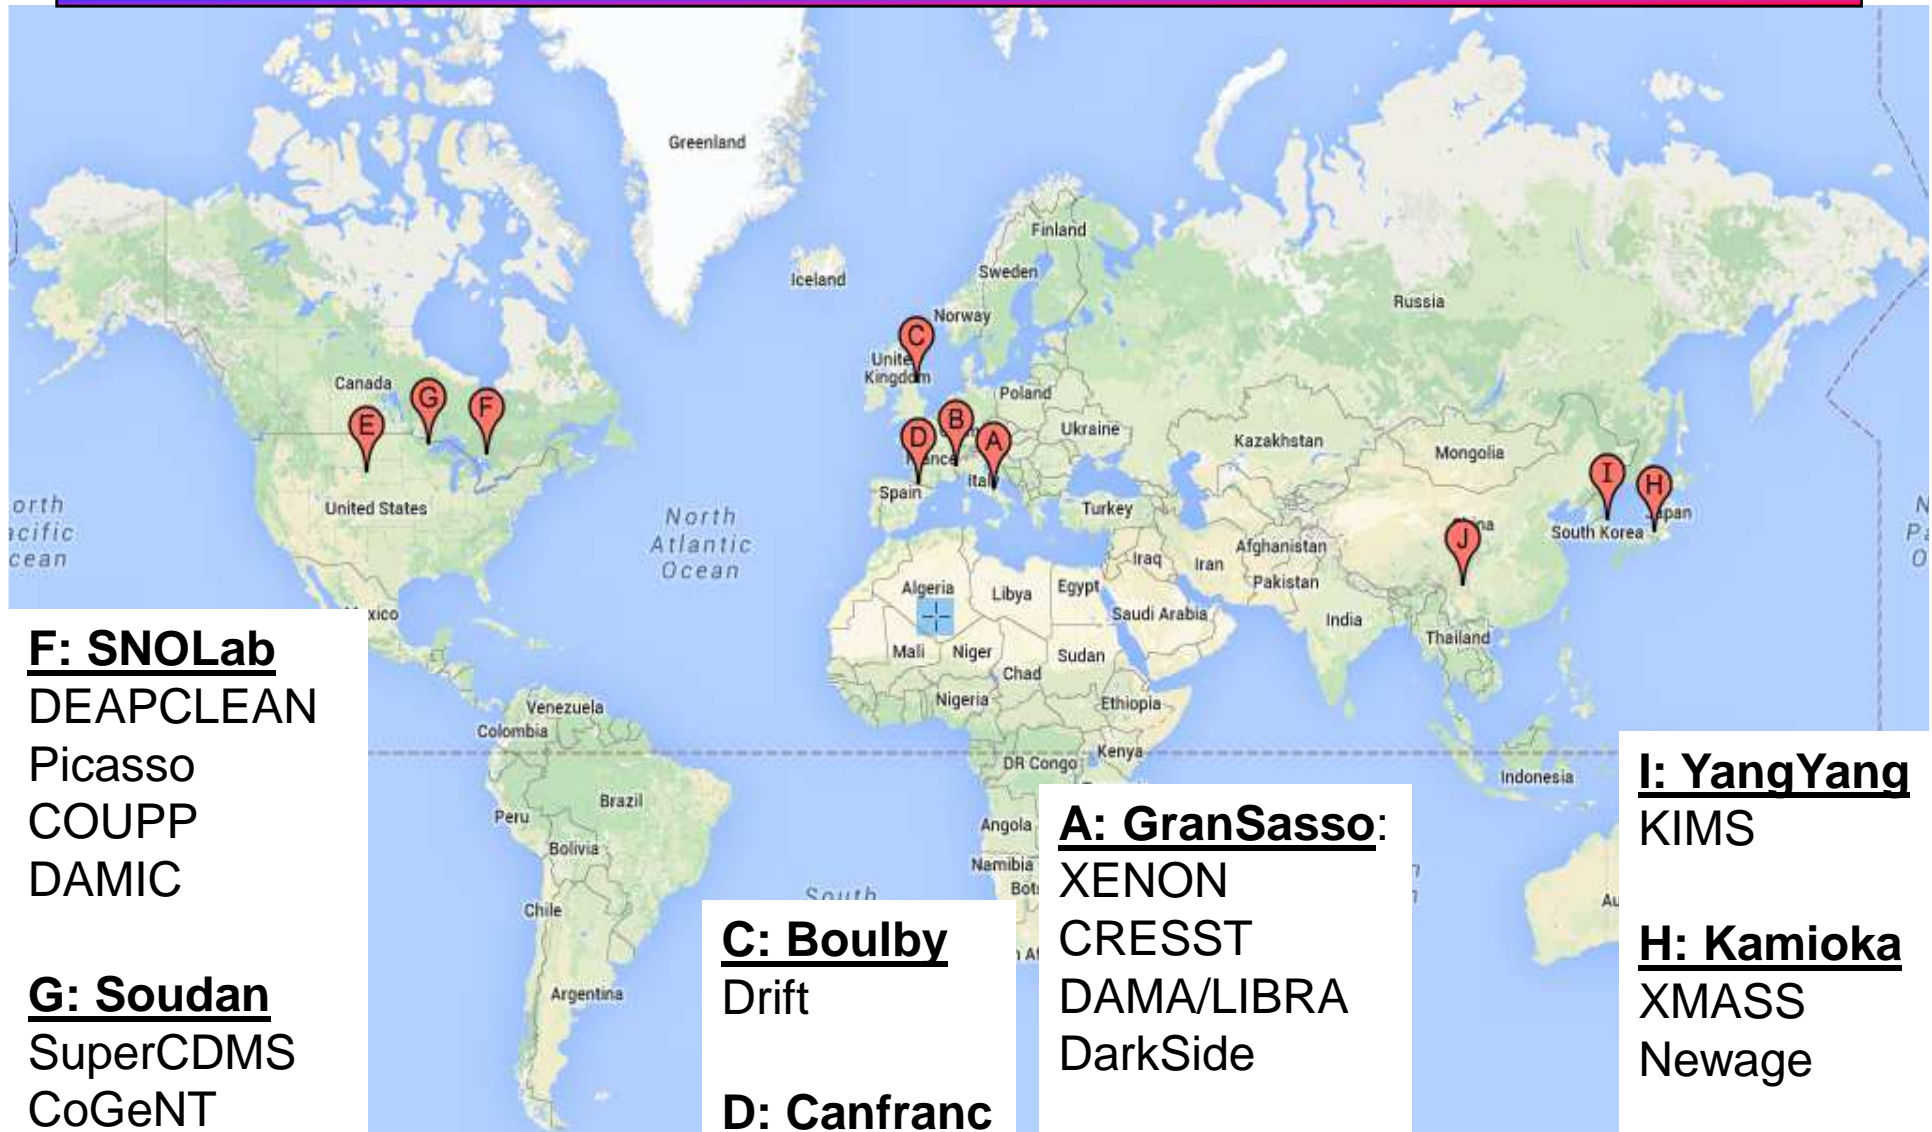 Greenland
Finland
Iceland
Sweden
Russia
Norway
C
Kingdom
Canada
G
F
E
Poland
B
D
A
Ukraine
Kazakhstan
Mongolia
I
H
Spain
United States
Turkey
South Korea
J
North
Atlantic
Ocean
Iraq
Iran
Afghanistan
Pakistan
Algeria
Libya
Egypt
Saudi Arabia
India
Thailand
Mali
Niger
Chad
Sudan
Nigeria
Ethiopia
Venezuela
Colombia
DR Congo
Kenya
Indonesia
Brazil
Peru
Bolivia
Angola
Namibia
Chile
South
Argentina
F: SNOLab
DEAPCLEAN
Picasso
COUPP
DAMIC
G: Soudan
SuperCDMS
CoGeNT
C: Boulby
Drift
D: Canfranc
A: GranSasso:
XENON
CRESST
DAMA/LIBRA
DarkSide
I: YangYang
KIMS
H: Kamioka
XMASS
Newage